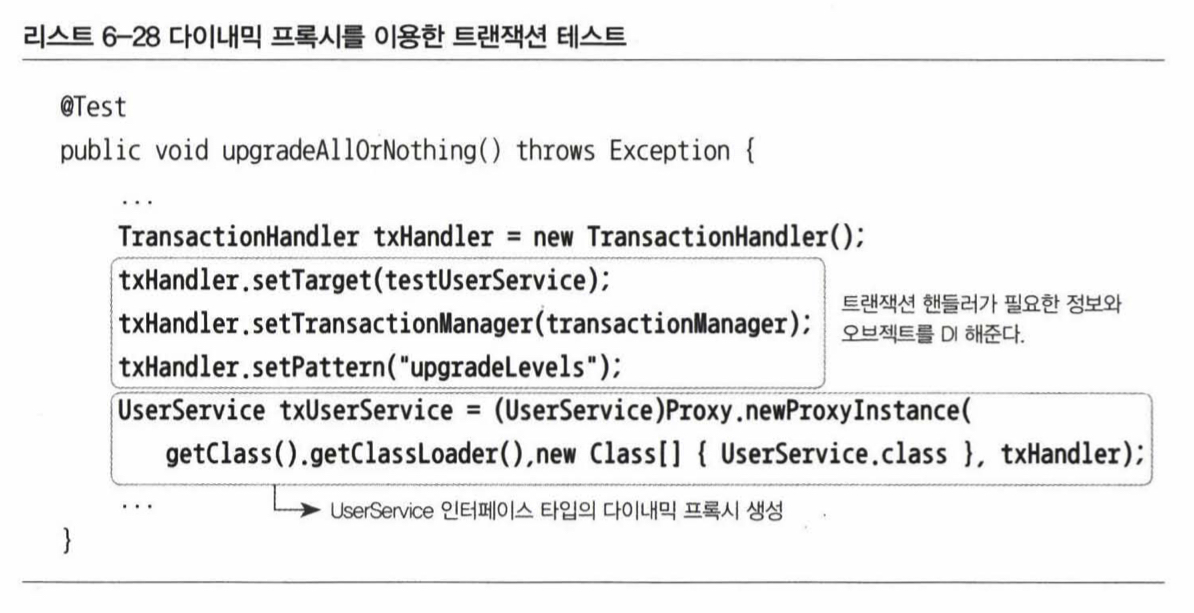 리스트 6-28 다이내믹 프록시를 이용한 트랜잭션 테스트
@Test
public void upgradeAllOrNothing() throws Exception {
...
TransactionHandler txHandler = new TransactionHandler();
txHandler.setTarget(testUserService);
txHandler.setTransactionManager(transactionManager);
txHandler.setPattern("upgradeLevels");
트랜잭션 핸들러가 필요한 정보와
오브젝트를 DI 해준다.
UserService txUserService = (UserService)Proxy.newProxyInstance(
getClass().getClassLoader(),new Class[] { UserService.class }, txHandler);
...
UserService 인터페이스 타입의 다이내믹 프록시 생성
}